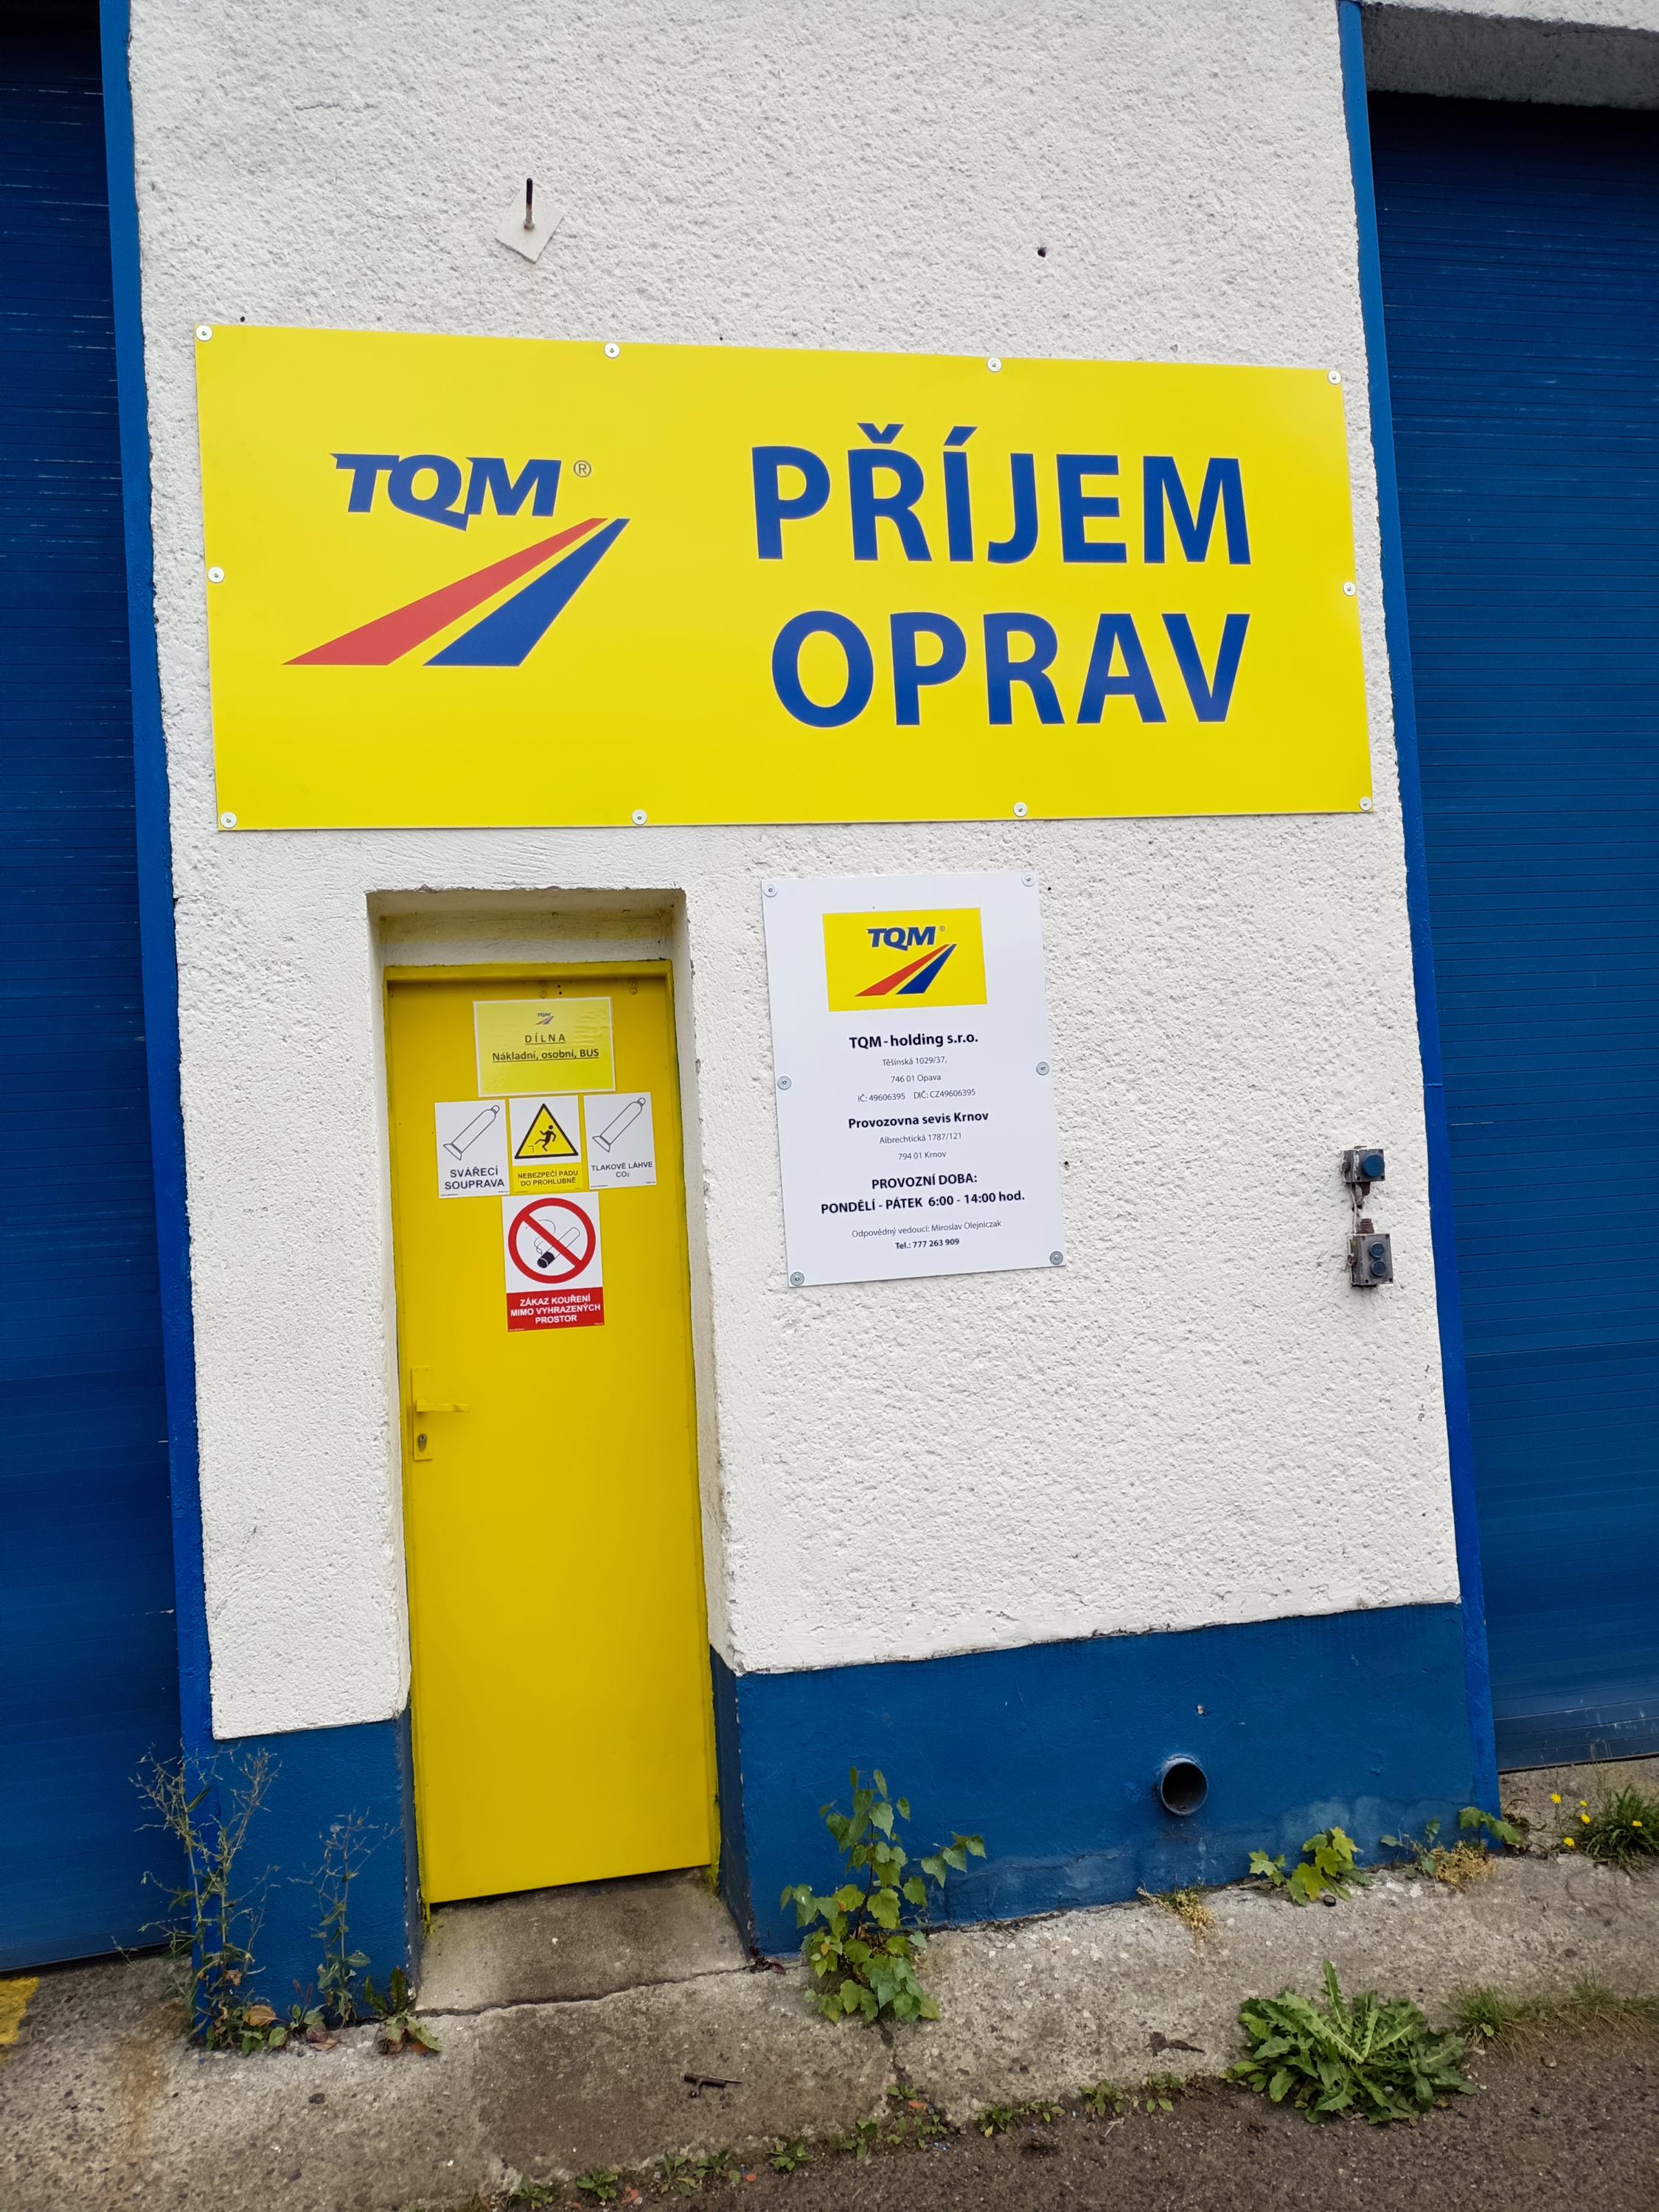 TQM®
PŘÍJEM
OPRAV
TQM
DÍLNA
Nákladní, osobní, BUS
SVÁŘECÍ
SOUPRAVA
NEBEZPEČÍ PÁDU
DO PROHLUBNĚ
TLAKOVÉ LÁHVE
CO₂
ZÁKAZ KOUŘENÍ
MIMO VYHRAZENÝCH
PROSTOR
TQM®
TQM-holding s.r.o.
Těšínská 1029/37,
746 01 Opava
IČ: 49606395 DIČ: CZ49606395
Provozovna sevis Krnov
Albrechtická 1787/121
794 01 Krnov
PROVOZNÍ DOBA:
PONDĚLÍ - PÁTEK 6:00 - 14:00 hod.
Odpovědný vedoucí: Miroslav Olejniczak
Tel.: 777 263 909